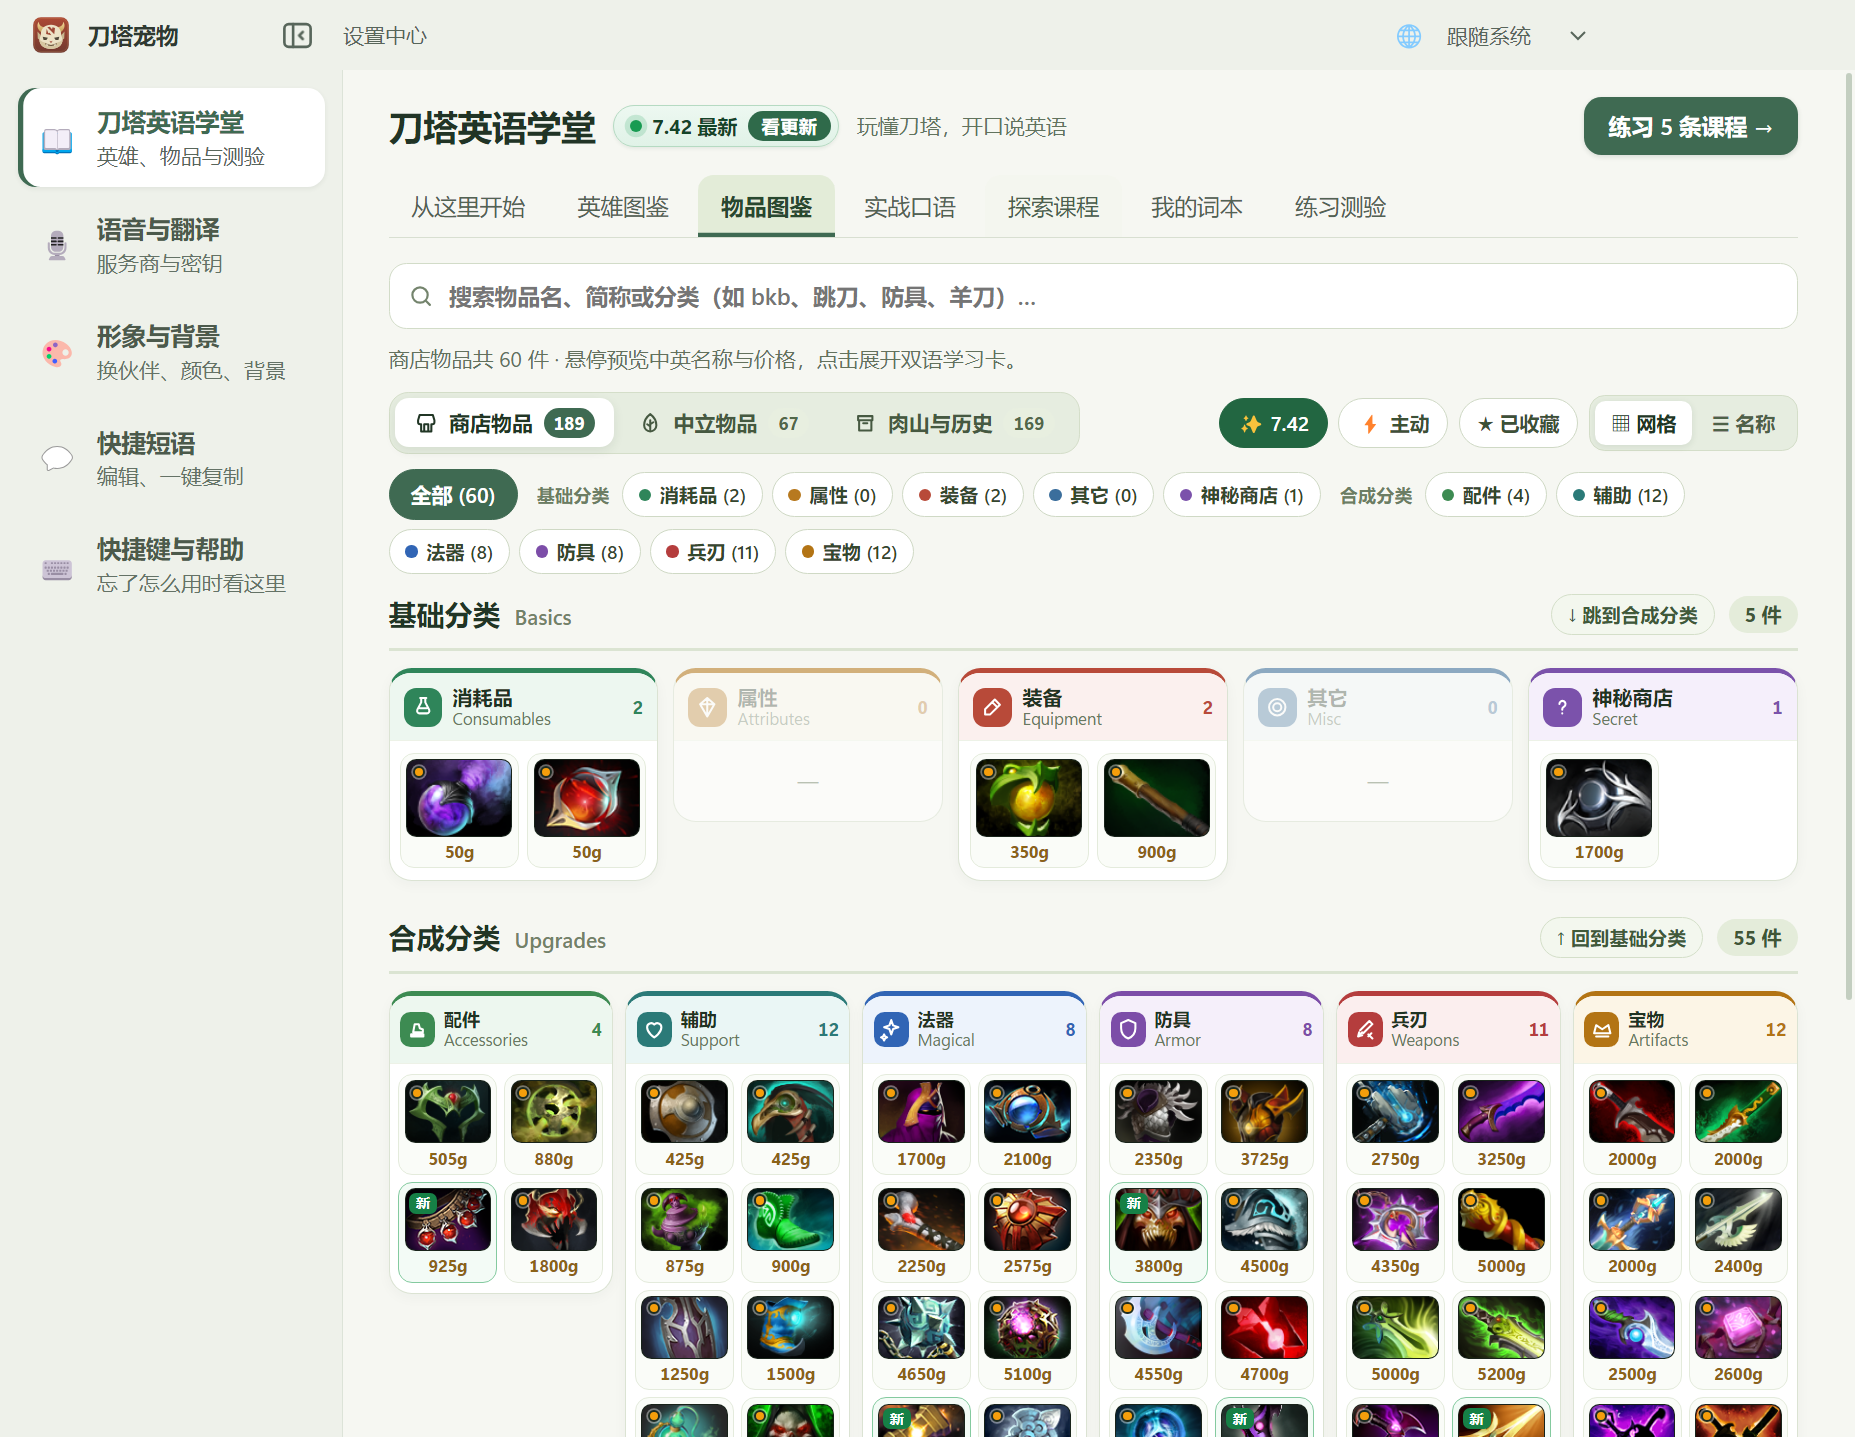 刀塔宠物
设置中心
跟随系统
刀塔英语学堂
英雄、物品与测验
语音与翻译
服务商与密钥
形象与背景
换伙伴、颜色、背景
快捷短语
编辑、一键复制
快捷键与帮助
忘了怎么用时看这里
刀塔英语学堂 7.42 最新 看更新 玩懂刀塔，开口说英语
练习 5 条课程 →
从这里开始 英雄图鉴 物品图鉴 实战口语 探索课程 我的词本 练习测验
搜索物品名、简称或分类（如 bkb、跳刀、防具、羊刀）...
商店物品共 60 件 · 悬停预览中英名称与价格，点击展开双语学习卡。
商店物品 189 中立物品 67 肉山与历史 169
7.42 主动 ★ 已收藏 网格 ☰ 名称
全部 (60) 基础分类 消耗品 (2) 属性 (0) 装备 (2) 其它 (0) 神秘商店 (1) 合成分类 配件 (4) 辅助 (12)
法器 (8) 防具 (8) 兵刃 (11) 宝物 (12)
基础分类 Basics
↓ 跳到合成分类 5 件
消耗品 Consumables 2
属性 Attributes 0
装备 Equipment 2
其它 Misc 0
? 神秘商店 Secret 1
50g 50g
—
350g 900g
—
1700g
合成分类 Upgrades
↑ 回到基础分类 55 件
配件 Accessories 4
辅助 Support 12
法器 Magical 8
防具 Armor 8
兵刃 Weapons 11
宝物 Artifacts 12
505g 880g 425g 425g 1700g 2100g 2350g 3725g 2750g 3250g 2000g 2000g
新 新
925g 1800g 875g 900g 2250g 2575g 3800g 4500g 4350g 5000g 2000g 2400g
1250g 1500g 4650g 5100g 4550g 4700g 5000g 5200g 2500g 2600g
新 新 新